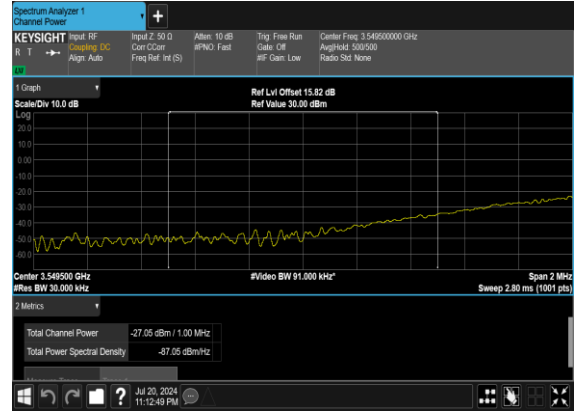 Spectrum Analyzer 1
Channel Power
+
KEYSIGHT Input: RF Input Z: 50 Ω Atten: 10 dB Trig: Free Run Center Freq: 3.549500000 GHz
R T Coupling: DC Corr CCorr #PNO: Fast Gate: Off Avg|Hold: 500/500
Align: Auto Freq Ref: Int (S) #IF Gain: Low Radio Std: None
1 Graph Ref Lvl Offset 15.82 dB
Scale/Div 10.0 dB Ref Value 30.00 dBm
Log
20.0
10.0
0.00
-10.0
-20.0
-30.0
-40.0
-50.0
-60.0
Center 3.549500 GHz #Video BW 91.000 kHz* Span 2 MHz
#Res BW 30.000 kHz Sweep 2.80 ms (1001 pts)
2 Metrics
Total Channel Power -27.05 dBm / 1.00 MHz
Total Power Spectral Density -87.05 dBm/Hz
? Jul 20, 2024
11:12:49 PM